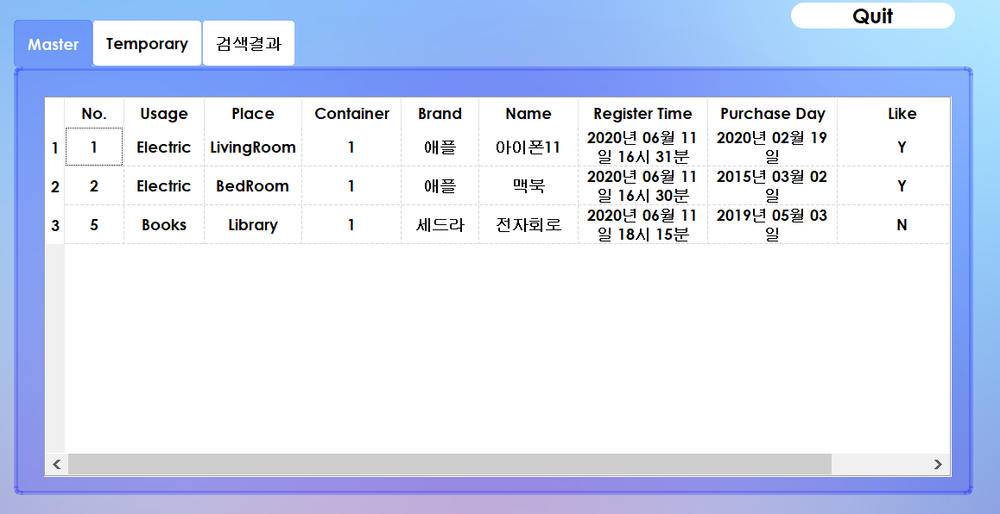 Quit
Master Temporary 검색결과
No. Usage Place Container Brand Name Register Time Purchase Day Like
1 1 Electric LivingRoom 1 애플 아이폰11 2020년 06월 11일 16시 31분 2020년 02월 19일 Y
2 2 Electric BedRoom 1 애플 맥북 2020년 06월 11일 16시 30분 2015년 03월 02일 Y
3 5 Books Library 1 세드라 전자회로 2020년 06월 11일 18시 15분 2019년 05월 03일 N